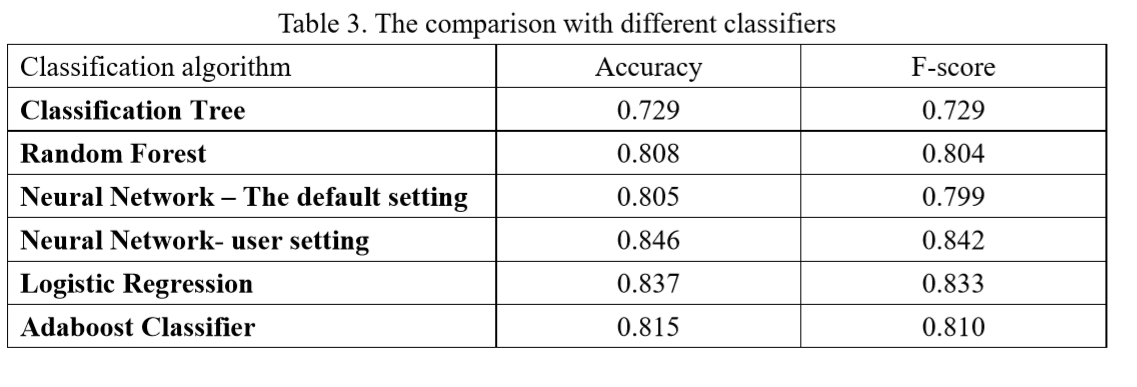 Table 3. The comparison with different classifiers
Classification algorithm Accuracy F-score
Classification Tree 0.729 0.729
Random Forest 0.808 0.804
Neural Network – The default setting 0.805 0.799
Neural Network- user setting 0.846 0.842
Logistic Regression 0.837 0.833
Adaboost Classifier 0.815 0.810